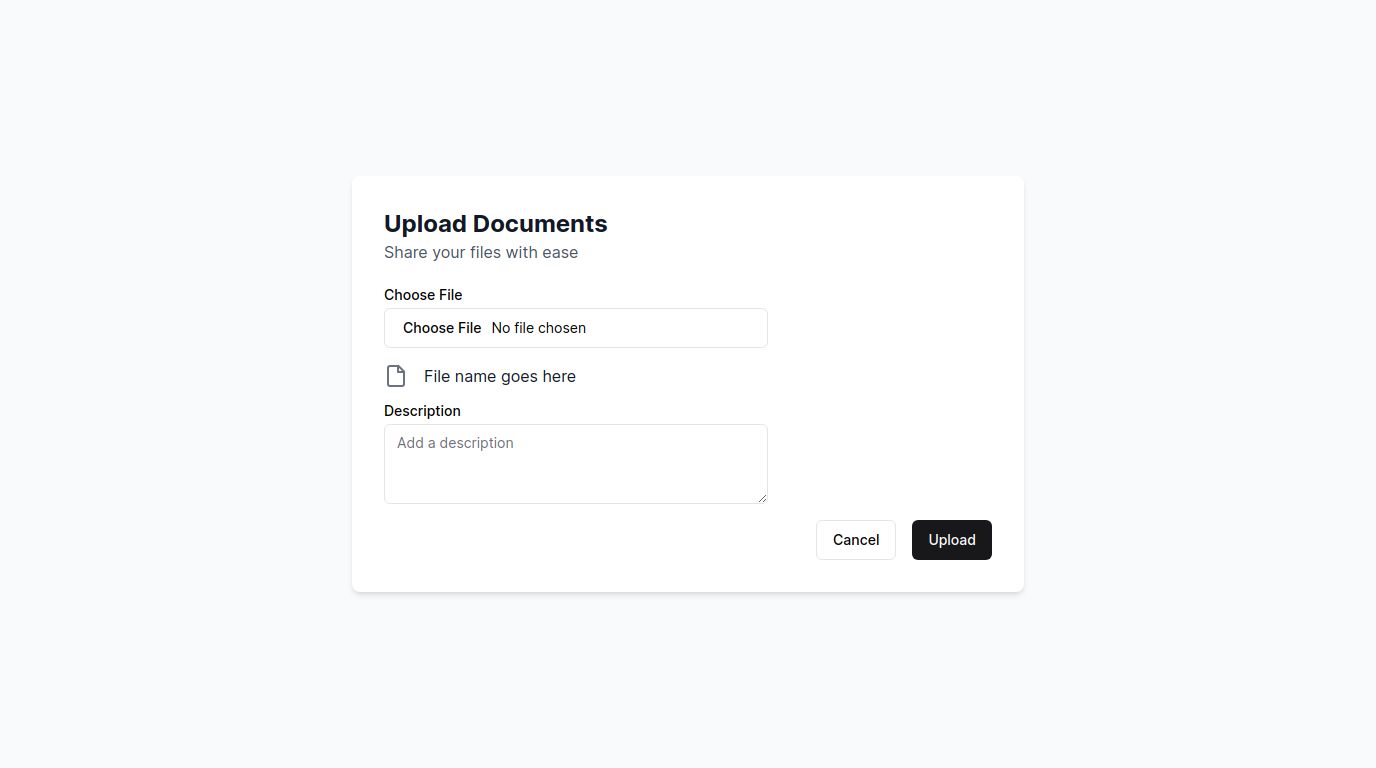 Upload Documents
Share your files with ease
Choose File
Choose File No file chosen
File name goes here
Description
Add a description
Cancel Upload